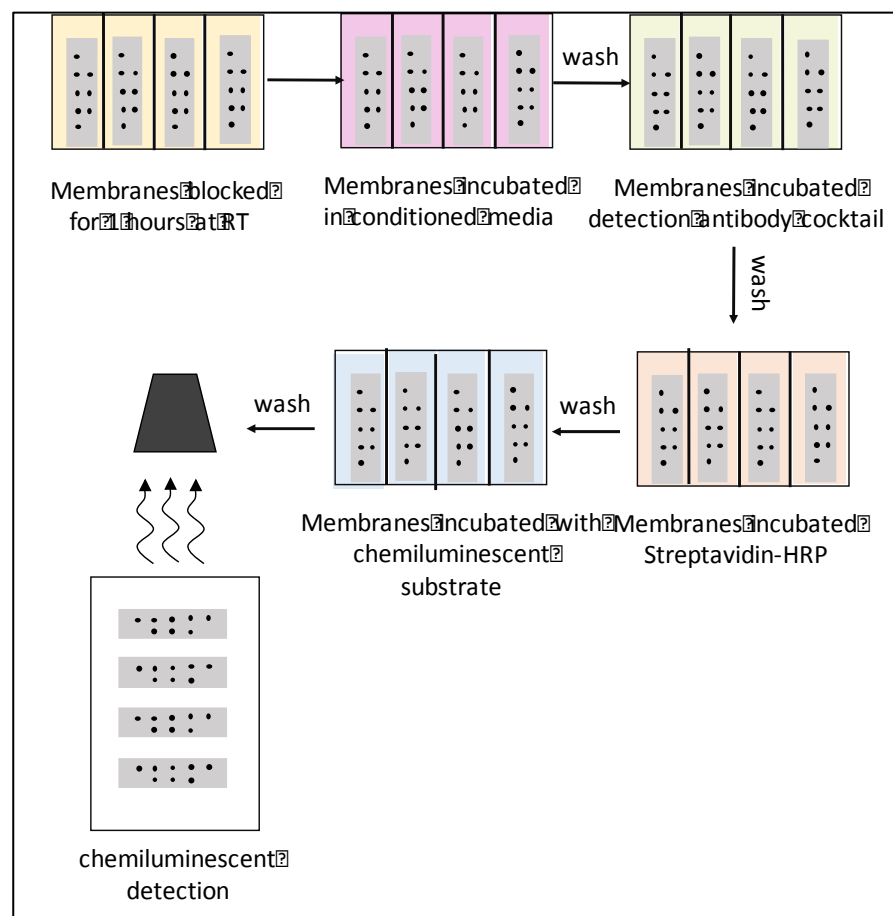 Membranes blocked
for 1 hours at RT
Membranes incubated
in conditioned media
wash
Membranes incubated
detection antibody cocktail
wash
Membranes incubated
Streptavidin-HRP
wash
Membranes incubated with
chemiluminescent
substrate
wash
chemiluminescent
detection